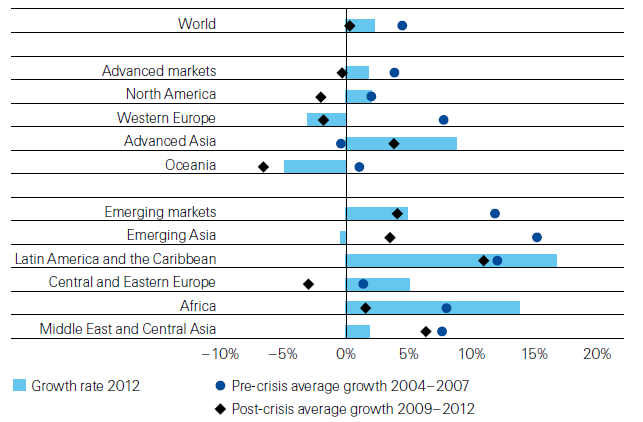 World
Advanced markets
North America
Western Europe
Advanced Asia
Oceania
Emerging markets
Emerging Asia
Latin America and the Caribbean
Central and Eastern Europe
Africa
Middle East and Central Asia
−10% −5% 0% 5% 10% 15% 20%
Growth rate 2012 Pre-crisis average growth 2004–2007
Post-crisis average growth 2009–2012